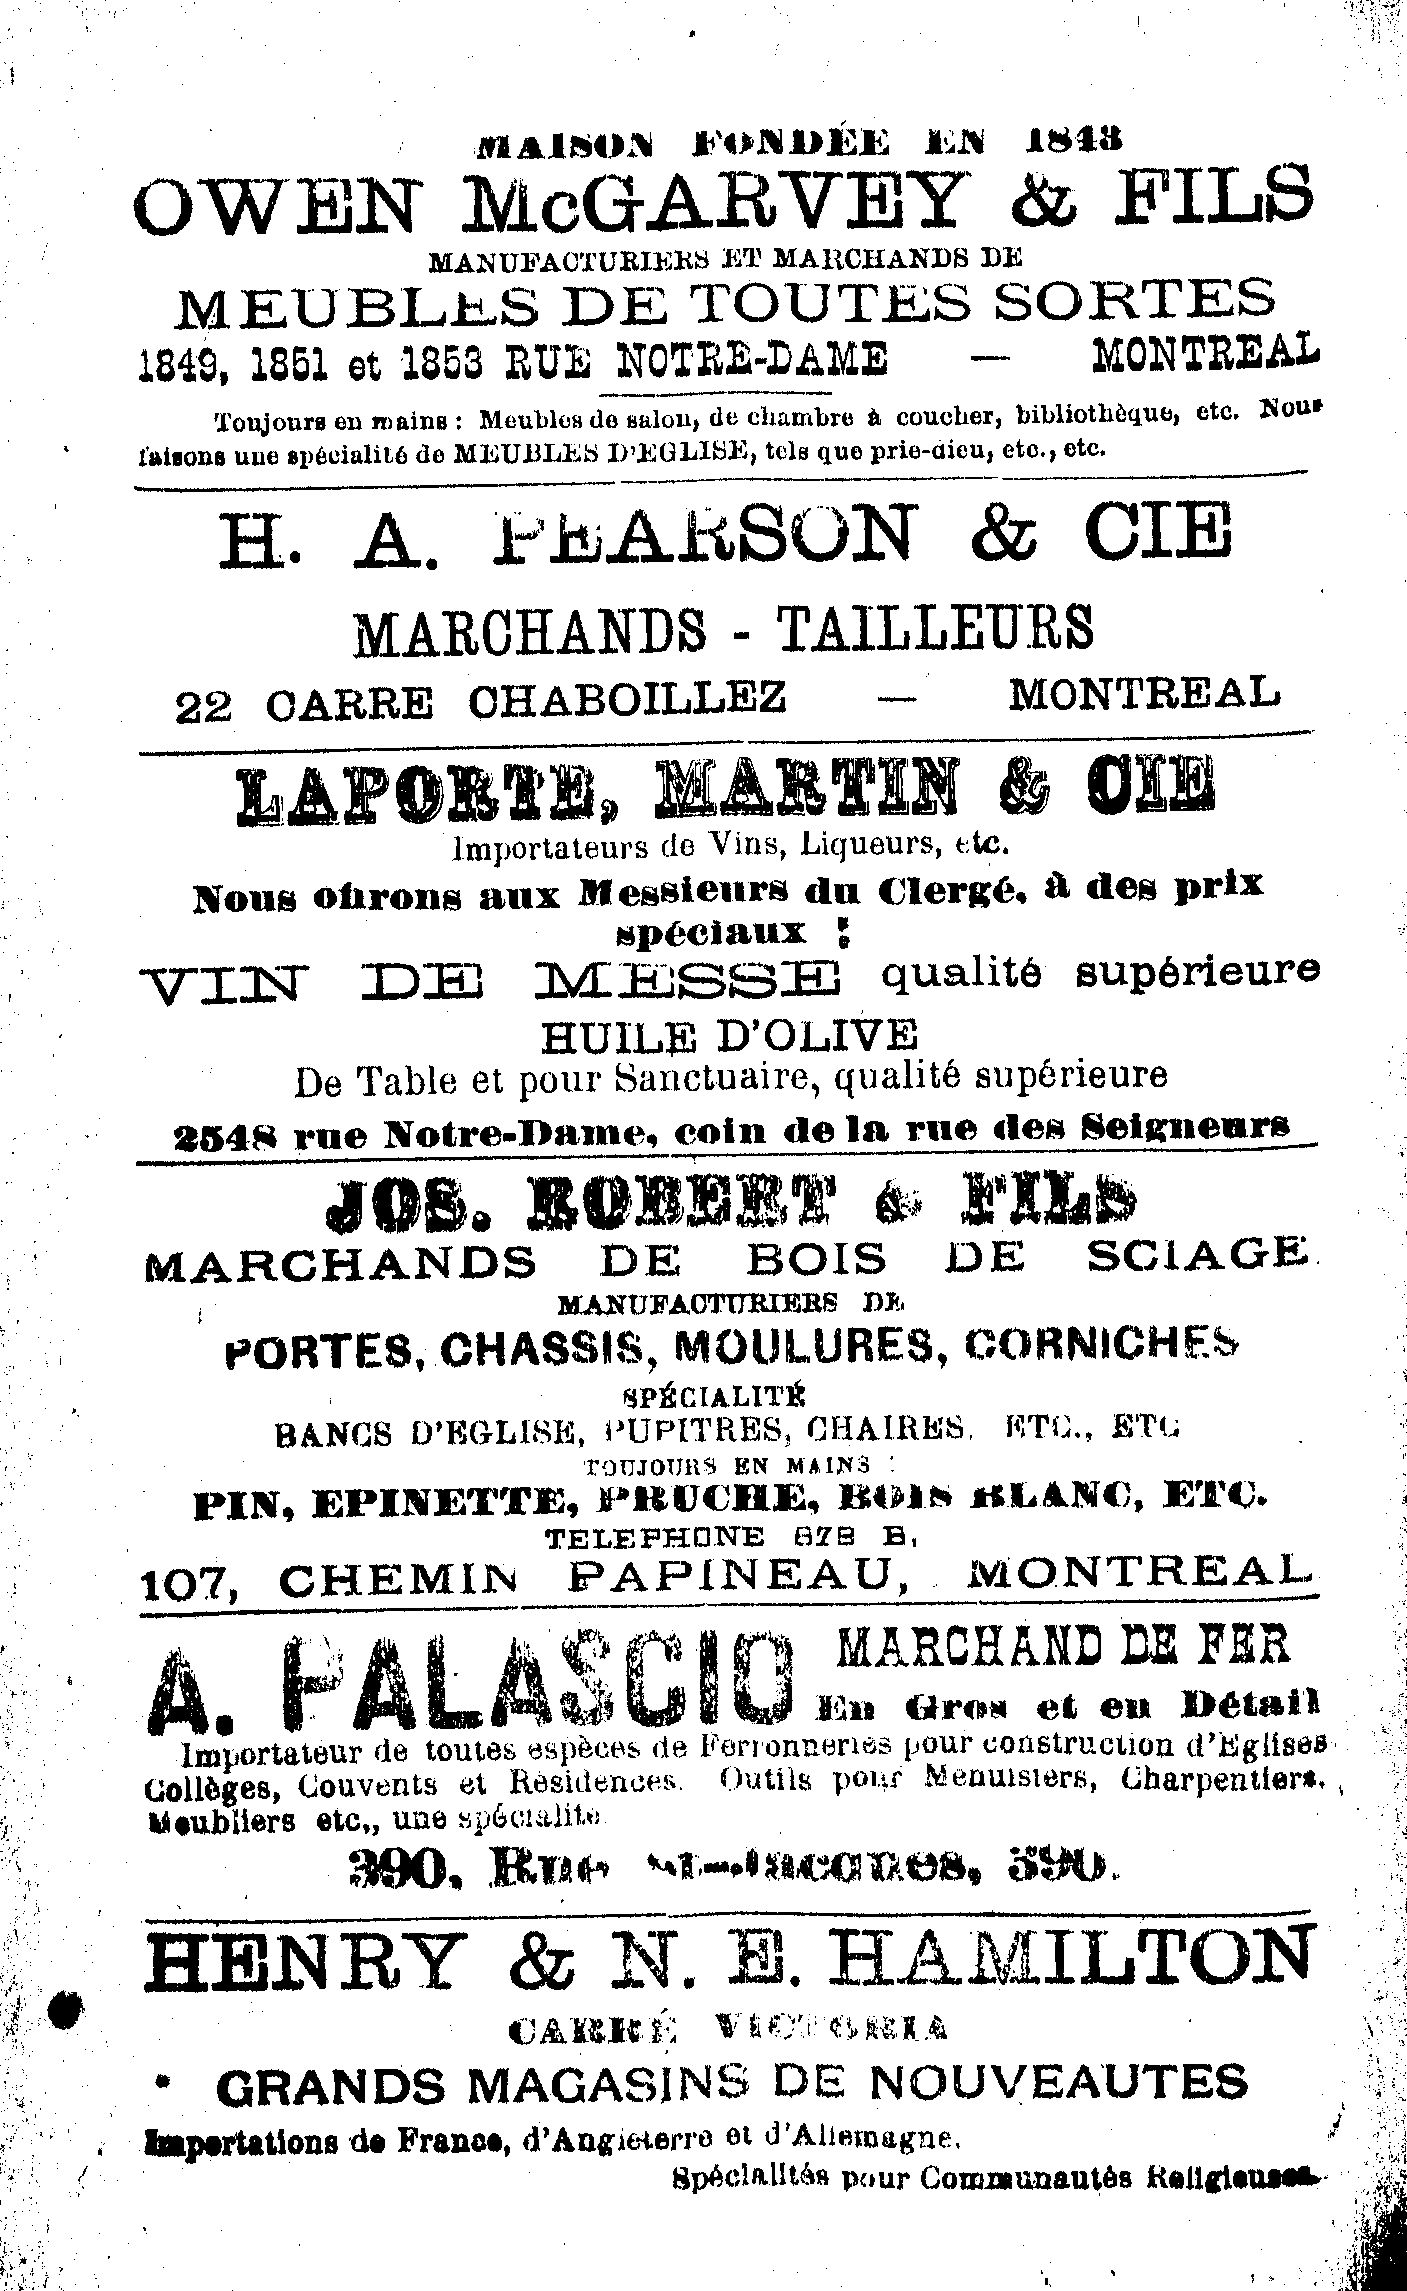 MAISON FONDÉE EN 1843
OWEN McGARVEY & FILS
MANUFACTURIERS ET MARCHANDS DE
MEUBLES DE TOUTES SORTES
1849, 1851 et 1853 RUE NOTRE-DAME — MONTREAL
Toujours en mains : Meubles de salon, de chambre à coucher, bibliothèque, etc. Nous
faisons une spécialité de MEUBLES D'EGLISE, tels que prie-dieu, etc., etc.
H. A. PEARSON & CIE
MARCHANDS - TAILLEURS
22 CARRE CHABOILLEZ — MONTREAL
LAPORTE, MARTIN & CIE
Importateurs de Vins, Liqueurs, etc.
Nous offrons aux Messieurs du Clergé, à des prix
spéciaux :
VIN DE MESSE qualité supérieure
HUILE D'OLIVE
De Table et pour Sanctuaire, qualité supérieure
2548 rue Notre-Dame, coin de la rue des Seigneurs
JOS. ROBERT & FILS
MARCHANDS DE BOIS DE SCIAGE
MANUFACTURIERS DE
PORTES, CHASSIS, MOULURES, CORNICHES
SPÉCIALITÉ
BANCS D'EGLISE, PUPITRES, CHAIRES, ETC., ETC
TOUJOURS EN MAINS :
PIN, EPINETTE, PRUCHE, BOIS BLANC, ETC.
TELEPHONE B.
107, CHEMIN PAPINEAU, MONTREAL
A. PALASCIO MARCHAND DE FER
En Gros et en Détail
Importateur de toutes espèces de Ferronneries pour construction d'Eglises
Collèges, Couvents et Résidences. Outils pour Menuisiers, Charpentiers,
Meubliers etc., une spécialité
390, Rue St-Jacques, 390.
HENRY & N. E. HAMILTON
CARRÉ VICTORIA
GRANDS MAGASINS DE NOUVEAUTES
Importations de France, d'Angleterre et d'Allemagne.
Spécialités pour Communautés Religieuses.